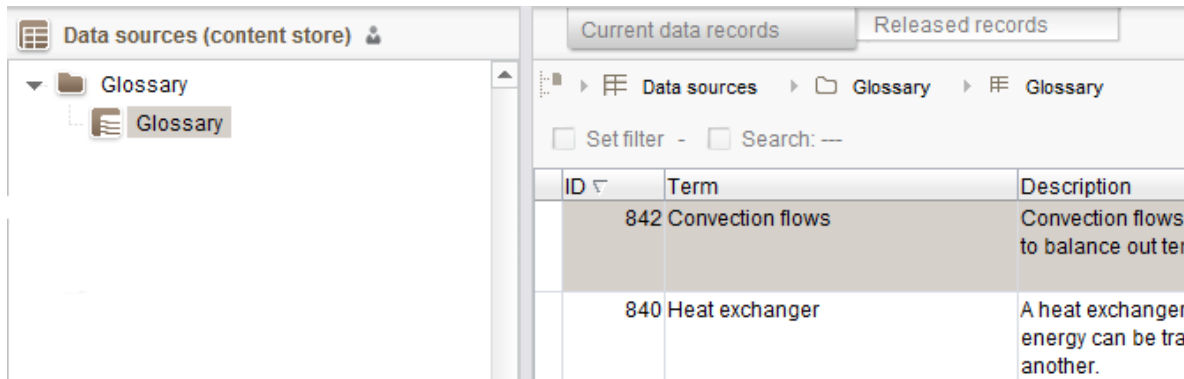 Data sources (content store)
Glossary
Glossary
Current data records
Released records
Data sources Glossary Glossary
Set filter - Search: ---
ID Term Description
842 Convection flows Convection flows
to balance out
840 Heat exchanger A heat exchanger
energy can be
another.